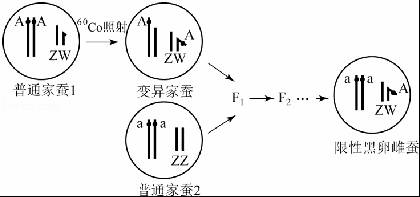 A A
ZW
普通家蚕1
⁶⁰Co照射
A
A
ZW
变异家蚕
a a
ZZ
普通家蚕2
F₁
F₂ …
a a
A
ZW
限性黑卵雌蚕